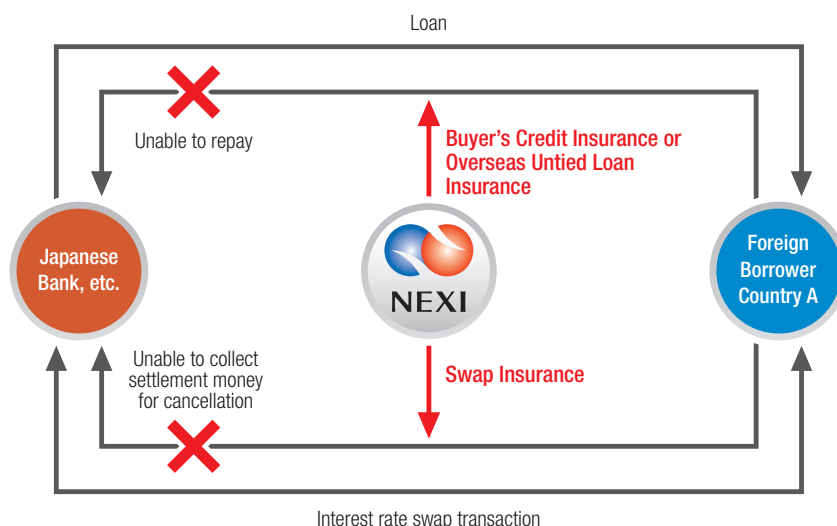 Loan
Unable to repay
Buyer's Credit Insurance or
Overseas Untied Loan
Insurance
Japanese
Bank, etc.
NEXI
Foreign
Borrower
Country A
Unable to collect
settlement money
for cancellation
Swap Insurance
Interest rate swap transaction